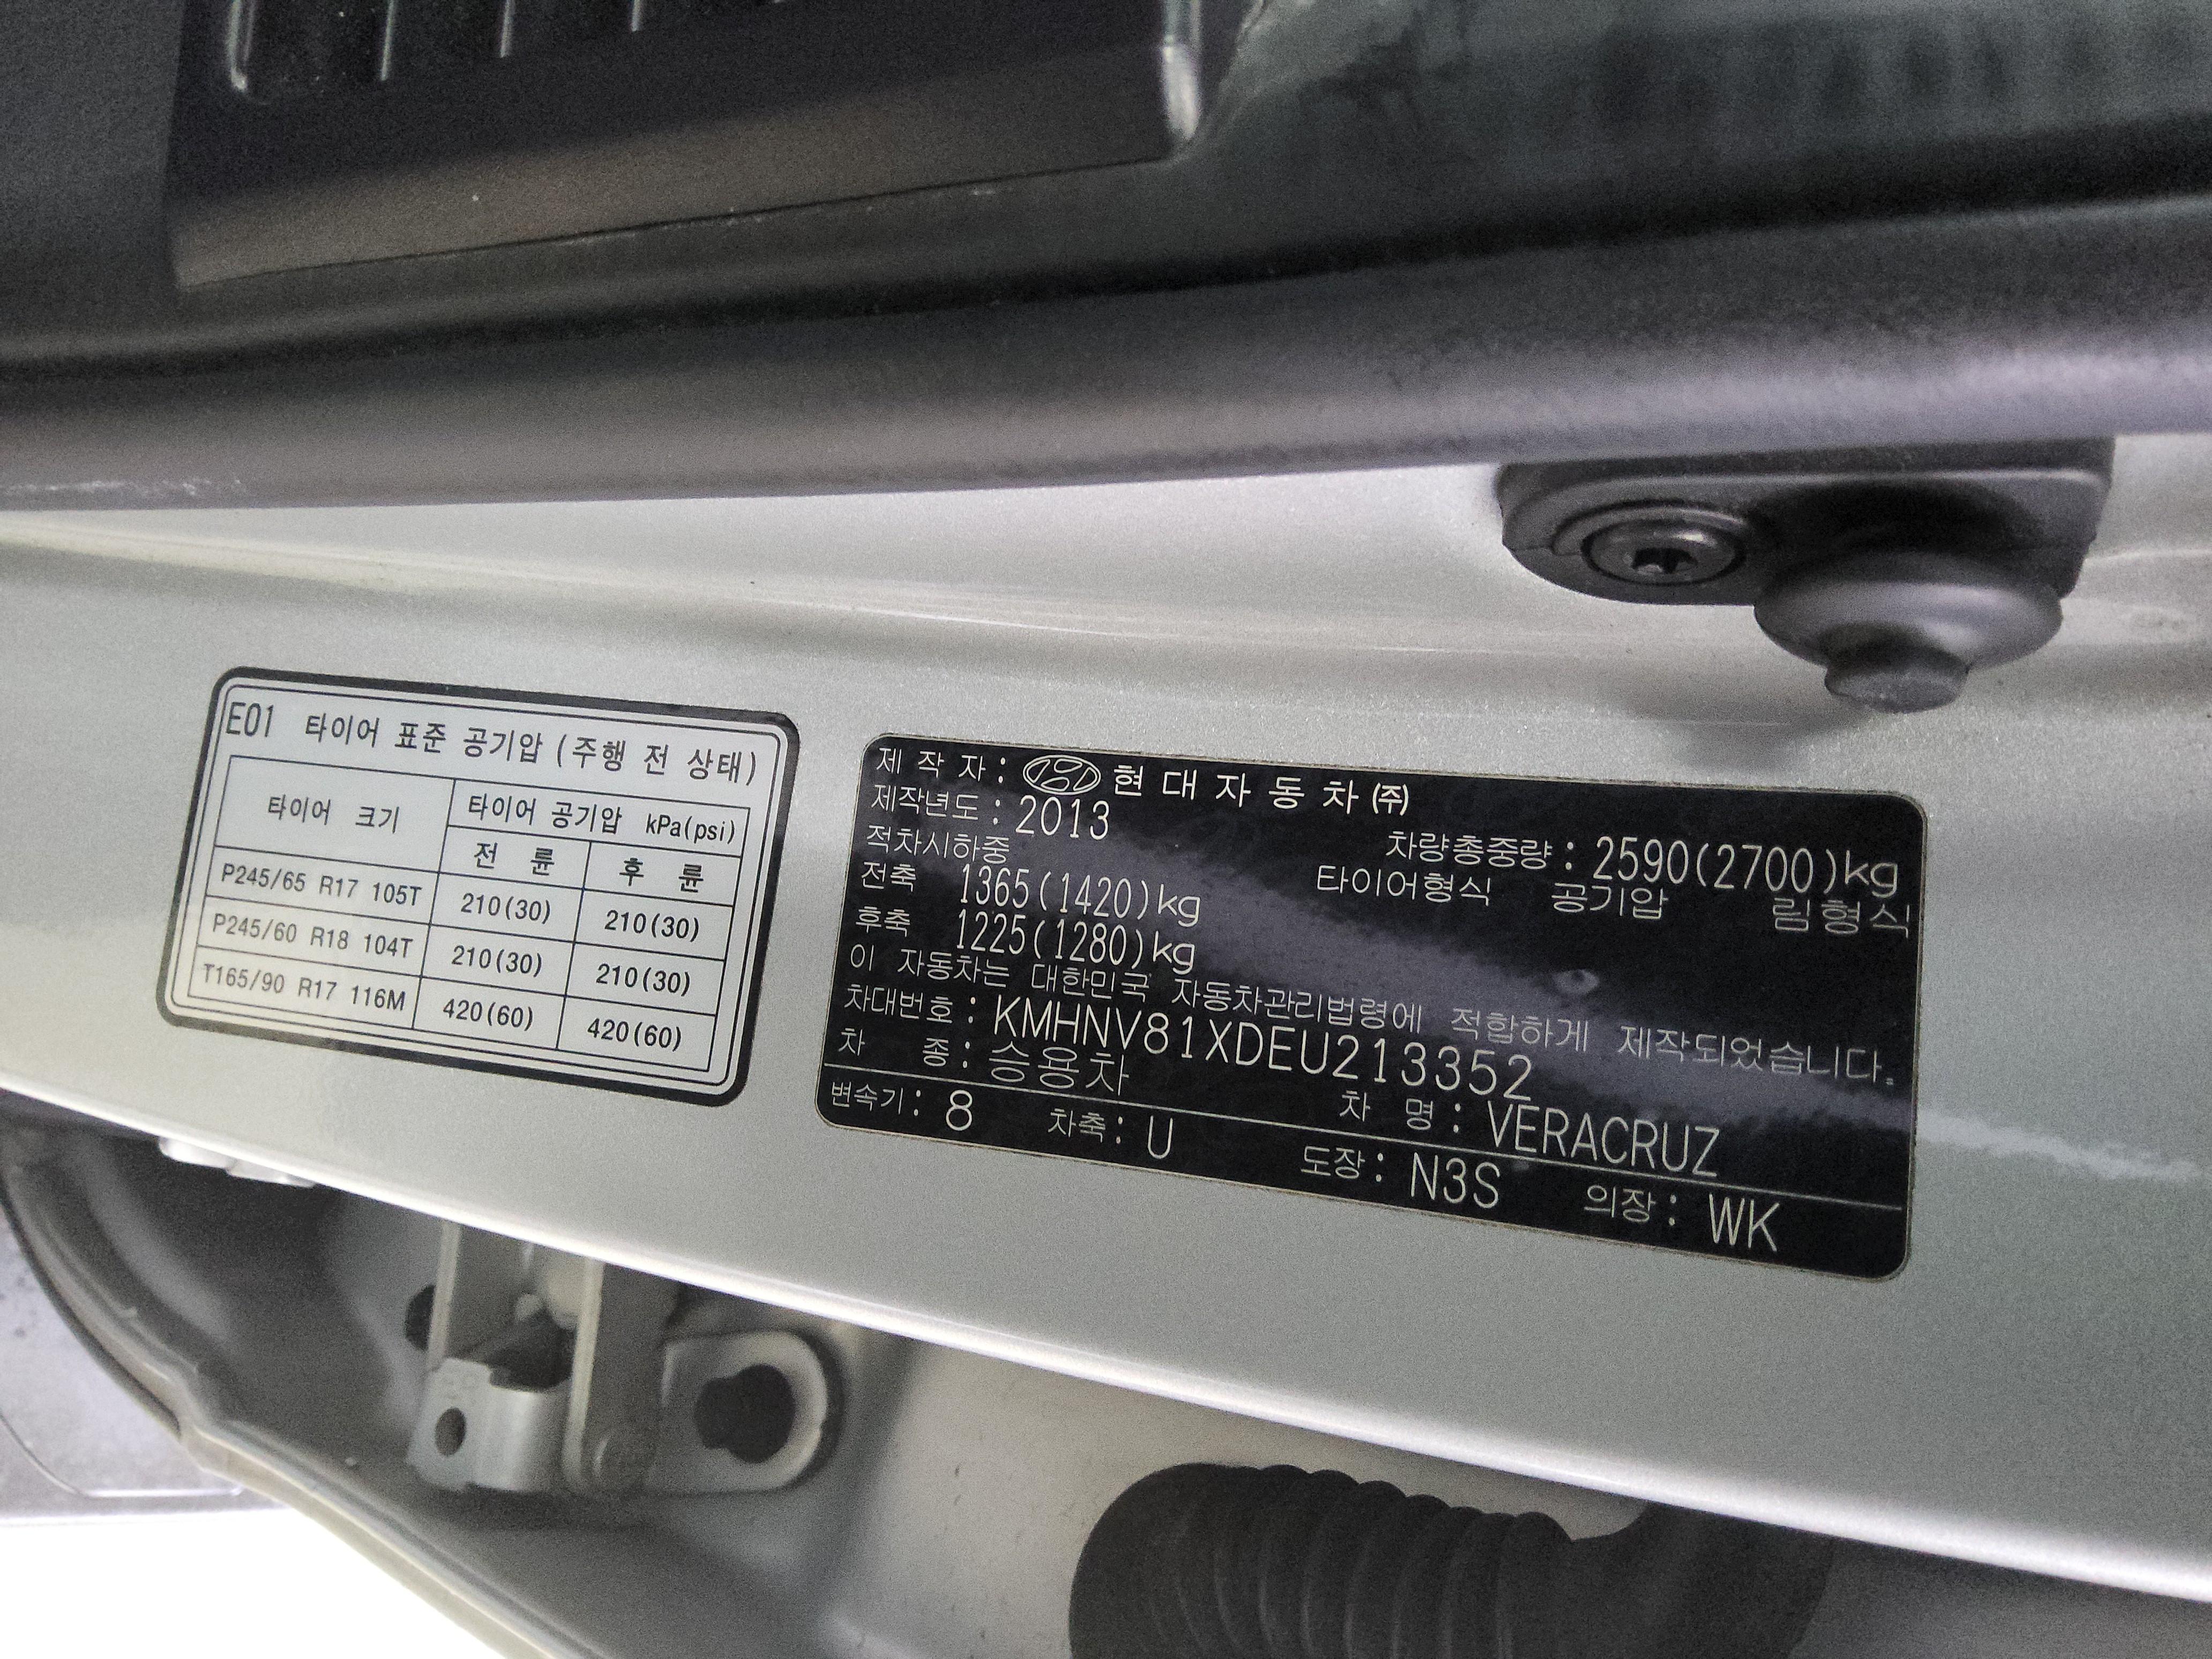 E01 타이어 표준 공기압 (주행 전 상태)
타이어 크기 타이어 공기압 kPa(psi)
전 륜 후 륜
P245/65 R17 105T 210(30) 210(30)
P245/60 R18 104T 210(30) 210(30)
T165/90 R17 116M 420(60) 420(60)
제 작 자 : 현 대 자 동 차 ㈜
제작년도 : 2013 차량총중량 : 2590(2700)kg
적차시하중 타이어형식 공기압 림형식
전축 1365(1420)kg
후축 1225(1280)kg
이 자동차는 대한민국 자동차관리법령에 적합하게 제작되었습니다.
차대번호 : KMHNV81XDEU213352
차 종 : 승용차 차 명 : VERACRUZ
변속기 : 8 차축 : U 도장 : N3S 의장 : WK